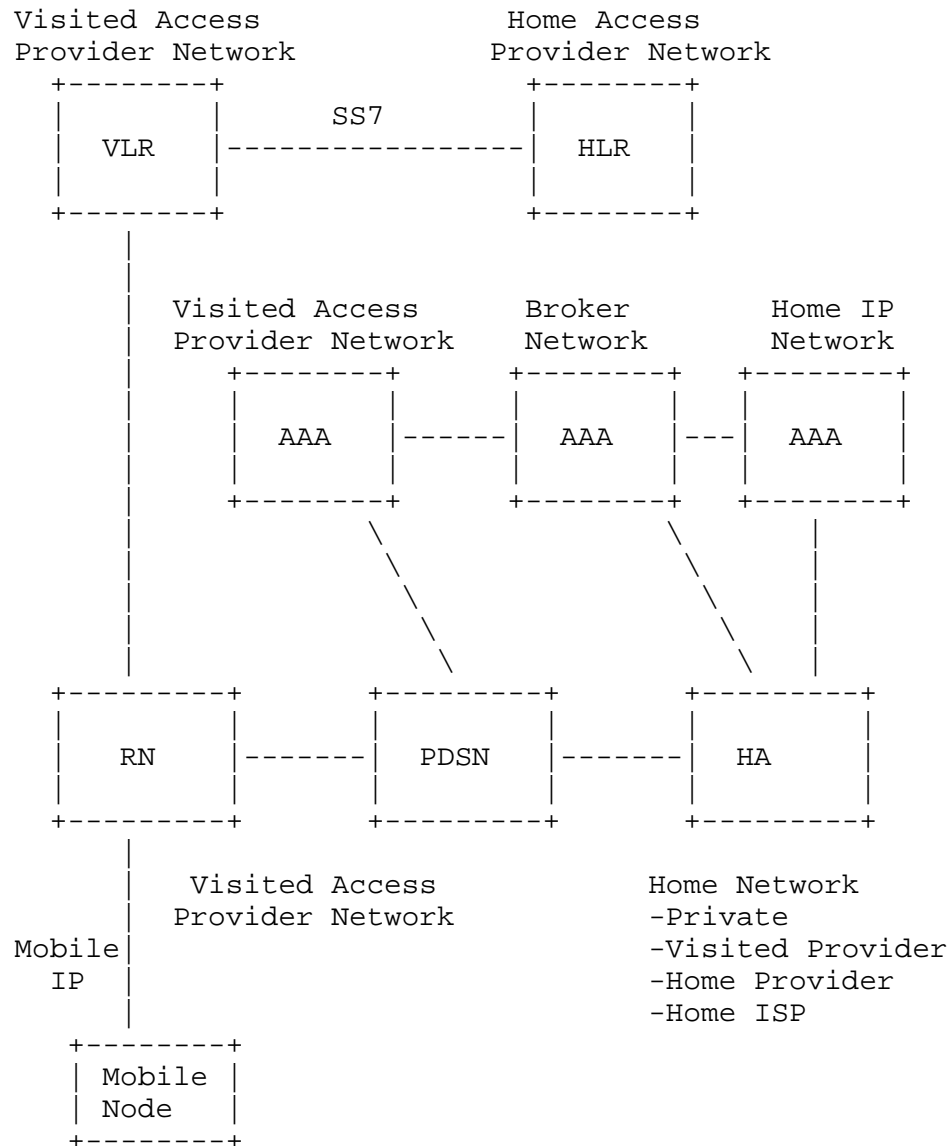 Visited Access Home Access
Provider Network Provider Network
SS7
VLR HLR
Visited Access Broker Home IP
Provider Network Network Network
AAA AAA AAA
RN PDSN HA
Visited Access Home Network
Provider Network -Private
Mobile -Visited Provider
IP -Home Provider
-Home ISP
Mobile
Node